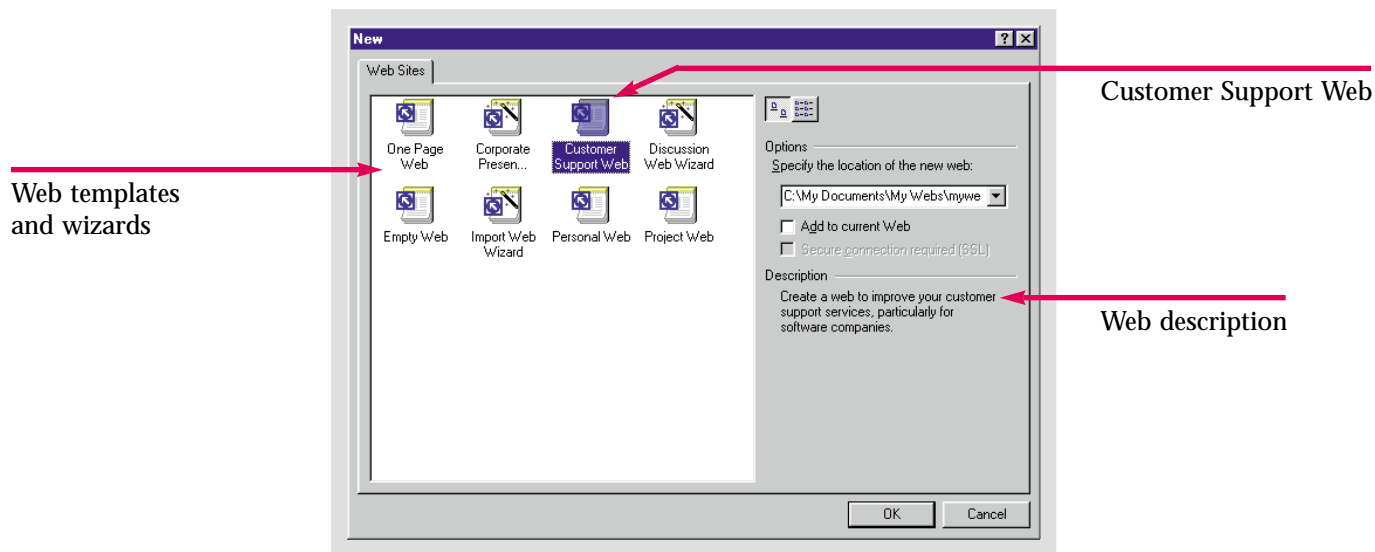 New
Web Sites
One Page
Web
Corporate
Presen...
Customer
Support Web
Discussion
Web Wizard
Empty Web
Import Web
Wizard
Personal Web
Project Web
Options
Specify the location of the new web:
C:\My Documents\My Webs\mywe
Add to current Web
Secure connection required (SSL)
Description
Create a web to improve your customer
support services, particularly for
software companies.
OK
Cancel
Web templates
and wizards
Customer Support Web
Web description